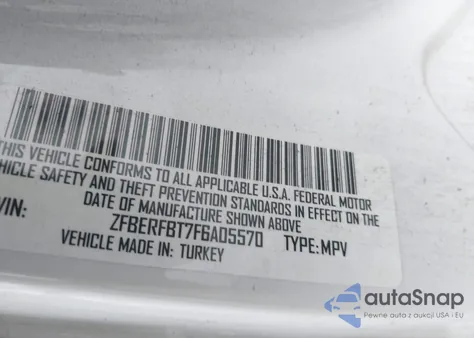 THIS VEHICLE CONFORMS TO ALL APPLICABLE U.S.A. FEDERAL MOTOR
VEHICLE SAFETY AND THEFT PREVENTION STANDARDS IN EFFECT ON THE
DATE OF MANUFACTURE SHOWN ABOVE
VIN: ZFBERFBT7F6A05570 TYPE:MPV
VEHICLE MADE IN: TURKEY
autoSnap
Pewne auta z aukcji USA i EU